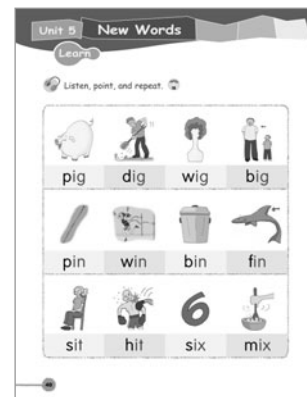 Unit 5 New Words
Learn
Listen, point, and repeat.
pig dig wig big
pin win bin fin
sit hit six mix